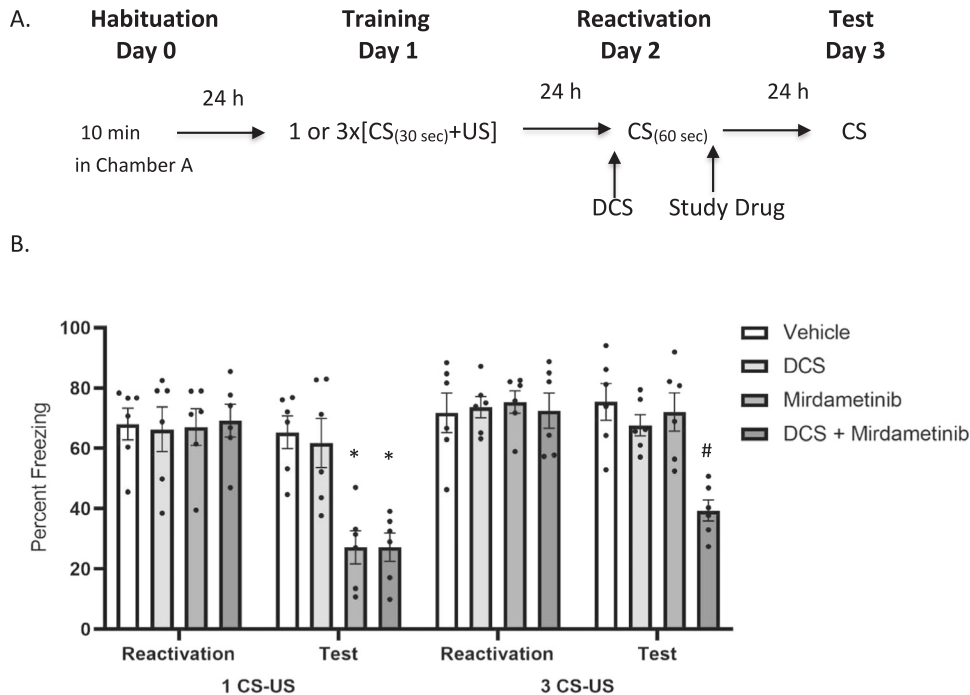 A.
Habituation Training Reactivation Test
Day 0 Day 1 Day 2 Day 3
24 h 24 h 24 h
10 min 1 or 3x[CS(30 sec)+US] CS(60 sec) CS
in Chamber A
DCS Study Drug
B.
Percent Freezing
100
80
60
40
20
0
* * #
Vehicle
DCS
Mirdametinib
DCS + Mirdametinib
Reactivation Test Reactivation Test
1 CS-US 3 CS-US